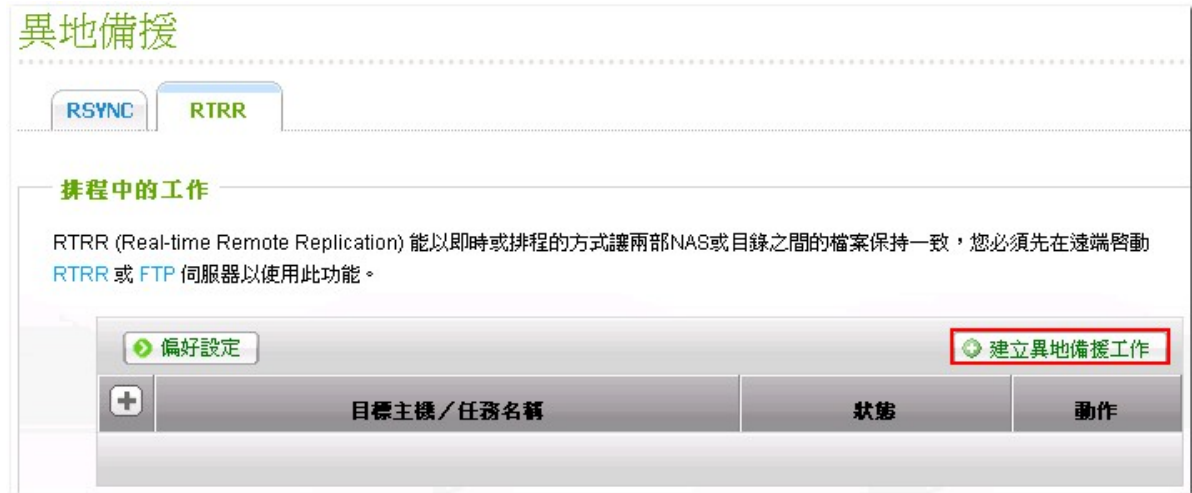 異地備援
RSYNC RTRR
排程中的工作
RTRR (Real-time Remote Replication) 能以即時或排程的方式讓兩部NAS或目錄之間的檔案保持一致，您必須先在遠端啓動
RTRR 或 FTP 伺服器以使用此功能。
偏好設定 建立異地備援工作
目標主機／任務名稱 狀態 動作